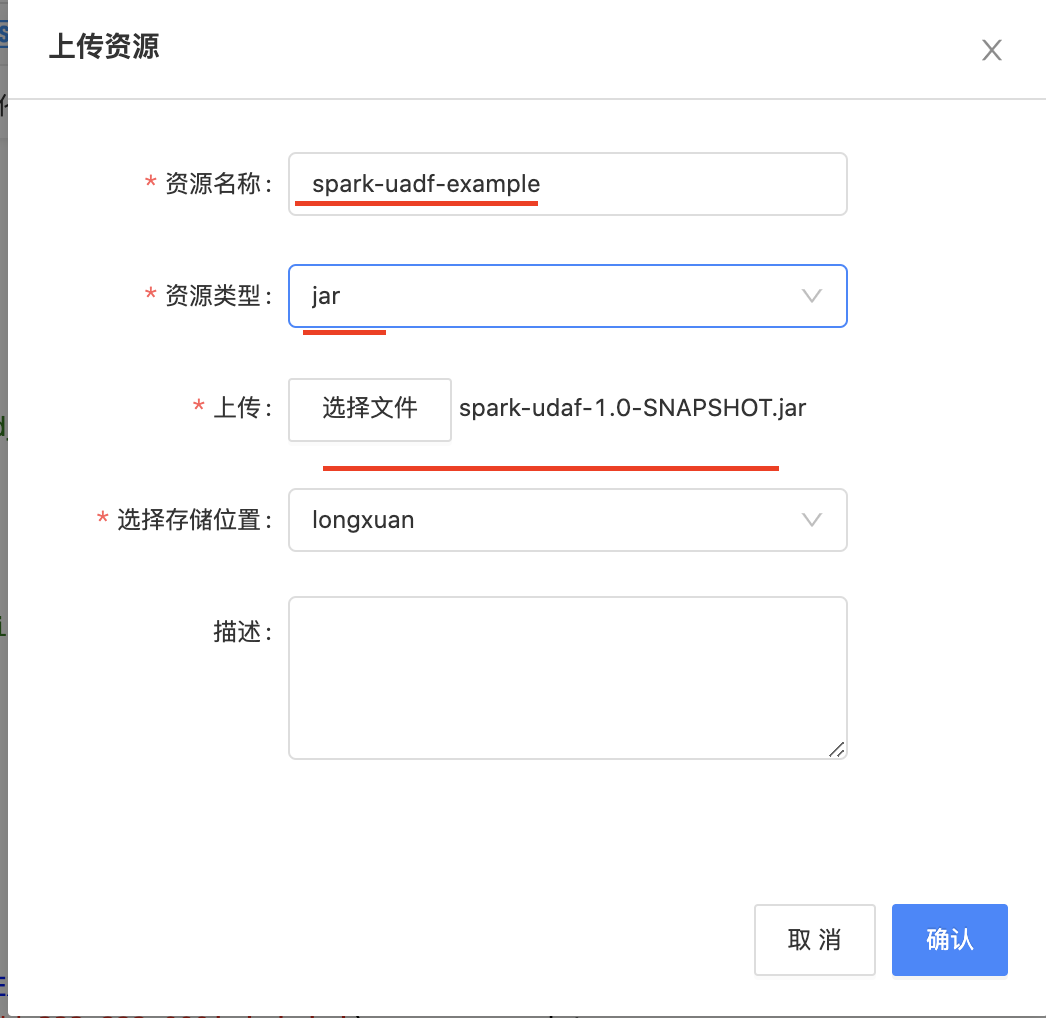 上传资源
* 资源名称: spark-uadf-example
* 资源类型: jar
* 上传: 选择文件 spark-udaf-1.0-SNAPSHOT.jar
* 选择存储位置: longxuan
描述:
取 消 确认